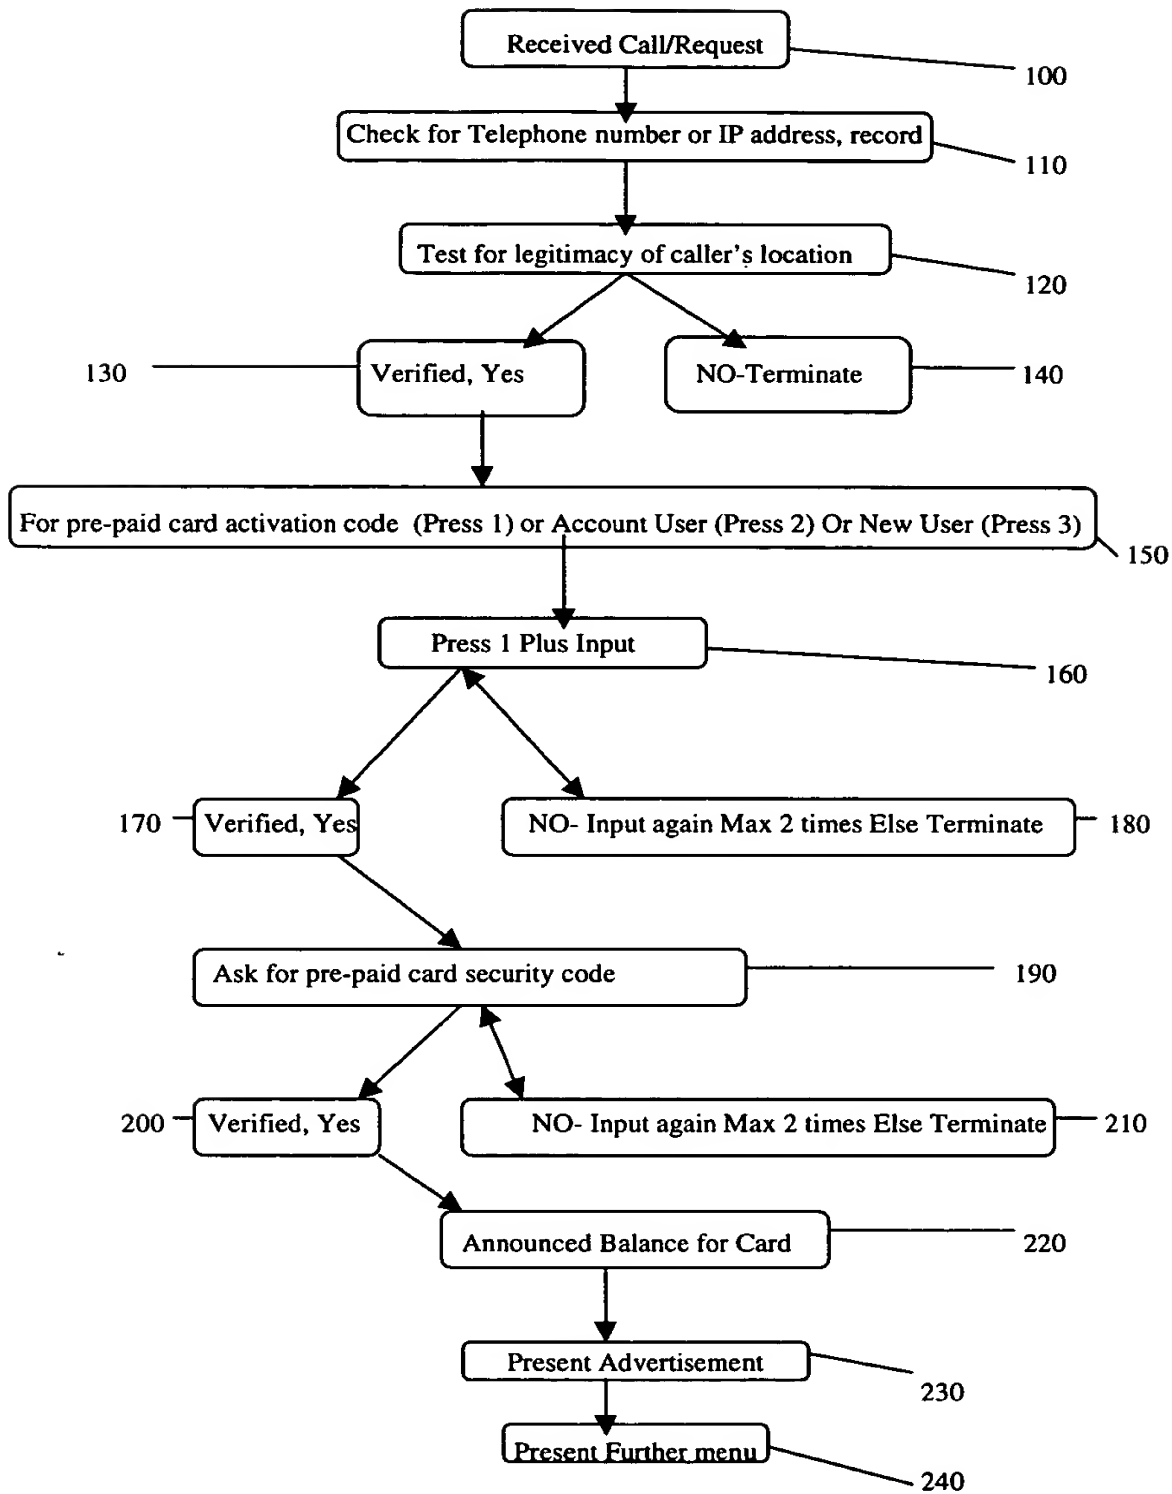 Received Call/Request
100
Check for Telephone number or IP address, record
110
Test for legitimacy of caller's location
120
130
Verified, Yes
NO-Terminate
140
For pre-paid card activation code (Press 1) or Account User (Press 2) Or New User (Press 3)
150
Press 1 Plus Input
160
170
Verified, Yes
NO- Input again Max 2 times Else Terminate
180
Ask for pre-paid card security code
190
200
Verified, Yes
NO- Input again Max 2 times Else Terminate
210
Announced Balance for Card
220
Present Advertisement
230
Present Further menu
240